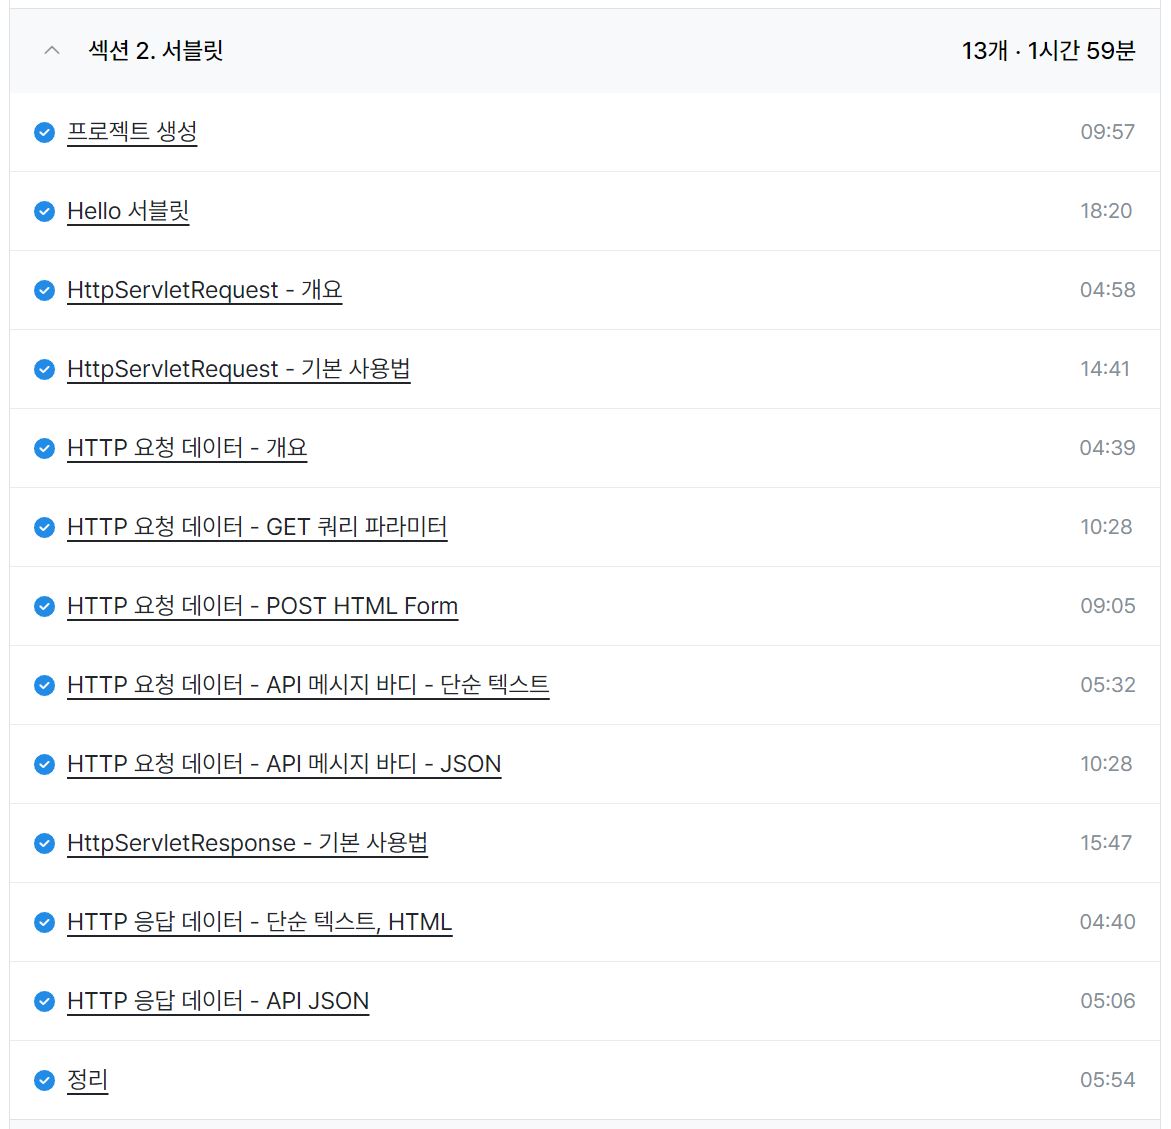 섹션 2. 서블릿 13개 · 1시간 59분
프로젝트 생성 09:57
Hello 서블릿 18:20
HttpServletRequest - 개요 04:58
HttpServletRequest - 기본 사용법 14:41
HTTP 요청 데이터 - 개요 04:39
HTTP 요청 데이터 - GET 쿼리 파라미터 10:28
HTTP 요청 데이터 - POST HTML Form 09:05
HTTP 요청 데이터 - API 메시지 바디 - 단순 텍스트 05:32
HTTP 요청 데이터 - API 메시지 바디 - JSON 10:28
HttpServletResponse - 기본 사용법 15:47
HTTP 응답 데이터 - 단순 텍스트, HTML 04:40
HTTP 응답 데이터 - API JSON 05:06
정리 05:54